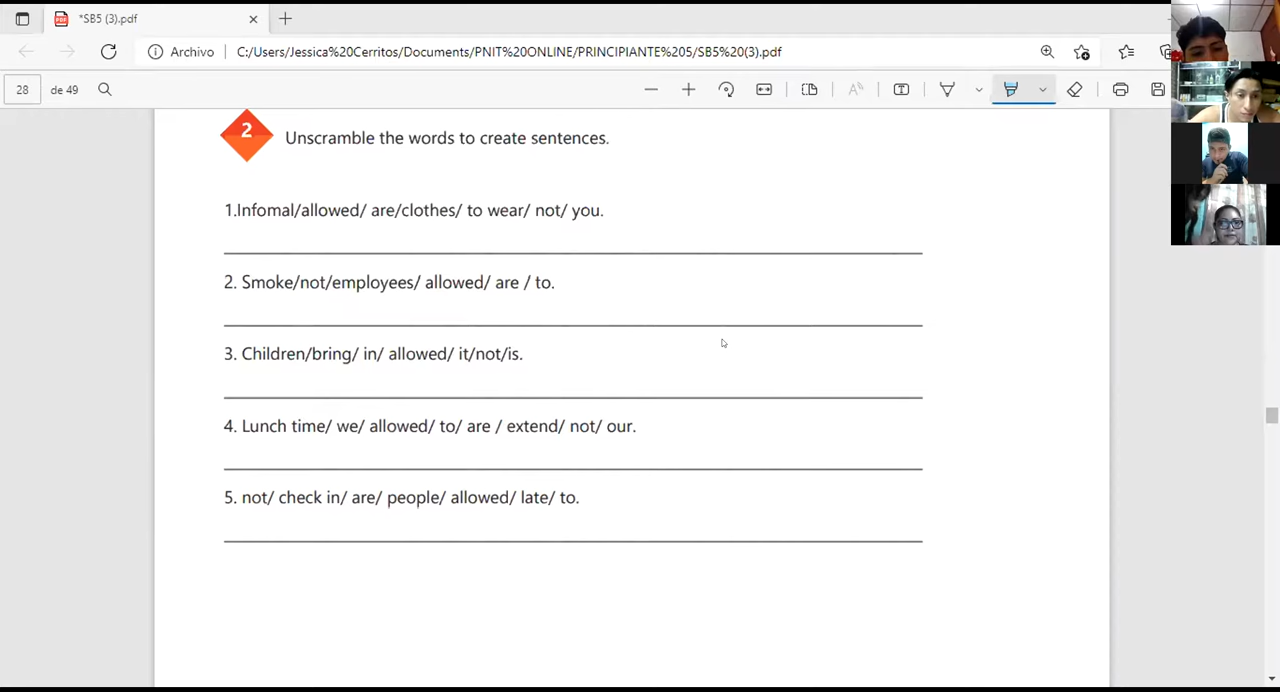 *SB5 (3).pdf
Archivo C:/Users/Jessica%20Cerritos/Documents/PNIT%20ONLINE/PRINCIPIANTE%205/SB5%20(3).pdf
28 de 49
2 Unscramble the words to create sentences.
1.Infomal/allowed/ are/clothes/ to wear/ not/ you.
2. Smoke/not/employees/ allowed/ are / to.
3. Children/bring/ in/ allowed/ it/not/is.
4. Lunch time/ we/ allowed/ to/ are / extend/ not/ our.
5. not/ check in/ are/ people/ allowed/ late/ to.